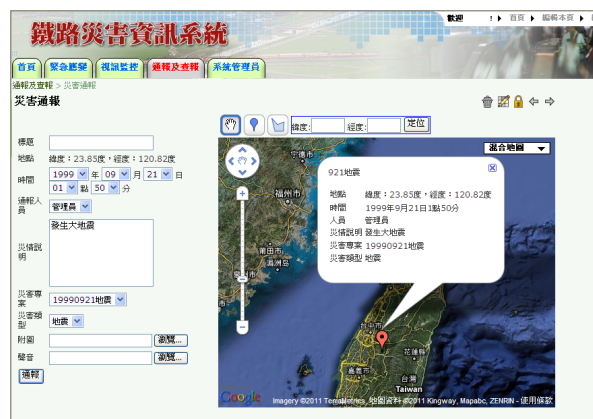 歡迎 ! 首頁 編輯本頁
鐵路災害資訊系統
首頁 緊急應變 視訊監控 通報及查報 系統管理員
通報及查報 > 災害通報
災害通報
緯度: 經度: 定位
標題
地點 緯度：23.85度，經度：120.82度
時間 1999 年 09 月 21 日
01 點 50 分
通報人員 管理員
災情說明 發生大地震
災害專案 19990921地震
災害類型 地震
附圖 瀏覽...
聲音 瀏覽...
通報
混合地圖
921地震
地點 緯度：23.85度，經度：120.82度
時間 1999年9月21日1點50分
人員 管理員
災情說明 發生大地震
災害專案 19990921地震
災害類型 地震
寧德市
福州市
莆田市
湄洲島
泉州市
台中市
花蓮縣
嘉義市
台灣
Taiwan
Google
Imagery ©2011 TerraMetrics, 地圖資料 ©2011 Kingway, Mapabc, ZENRIN - 使用條款